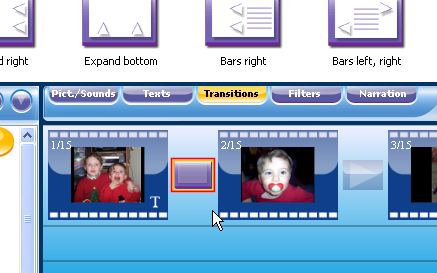 d right
Expand bottom
Bars right
Bars left, right
Pict./Sounds
Texts
Transitions
Filters
Narration
1/15
2/15
3/15
T